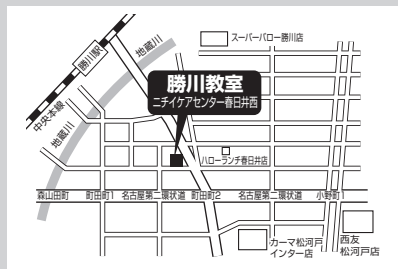 スーパーバロー勝川店
地蔵川
勝川駅
勝川教室
ニチイケアセンター春日井西
中央本線
地蔵川
ハローランチ春日井店
森山田町
町田町1
名古屋第二環状道
町田町2
名古屋第二環状道
小野町1
カーマ松河戸
インター店
西友
松河戸店